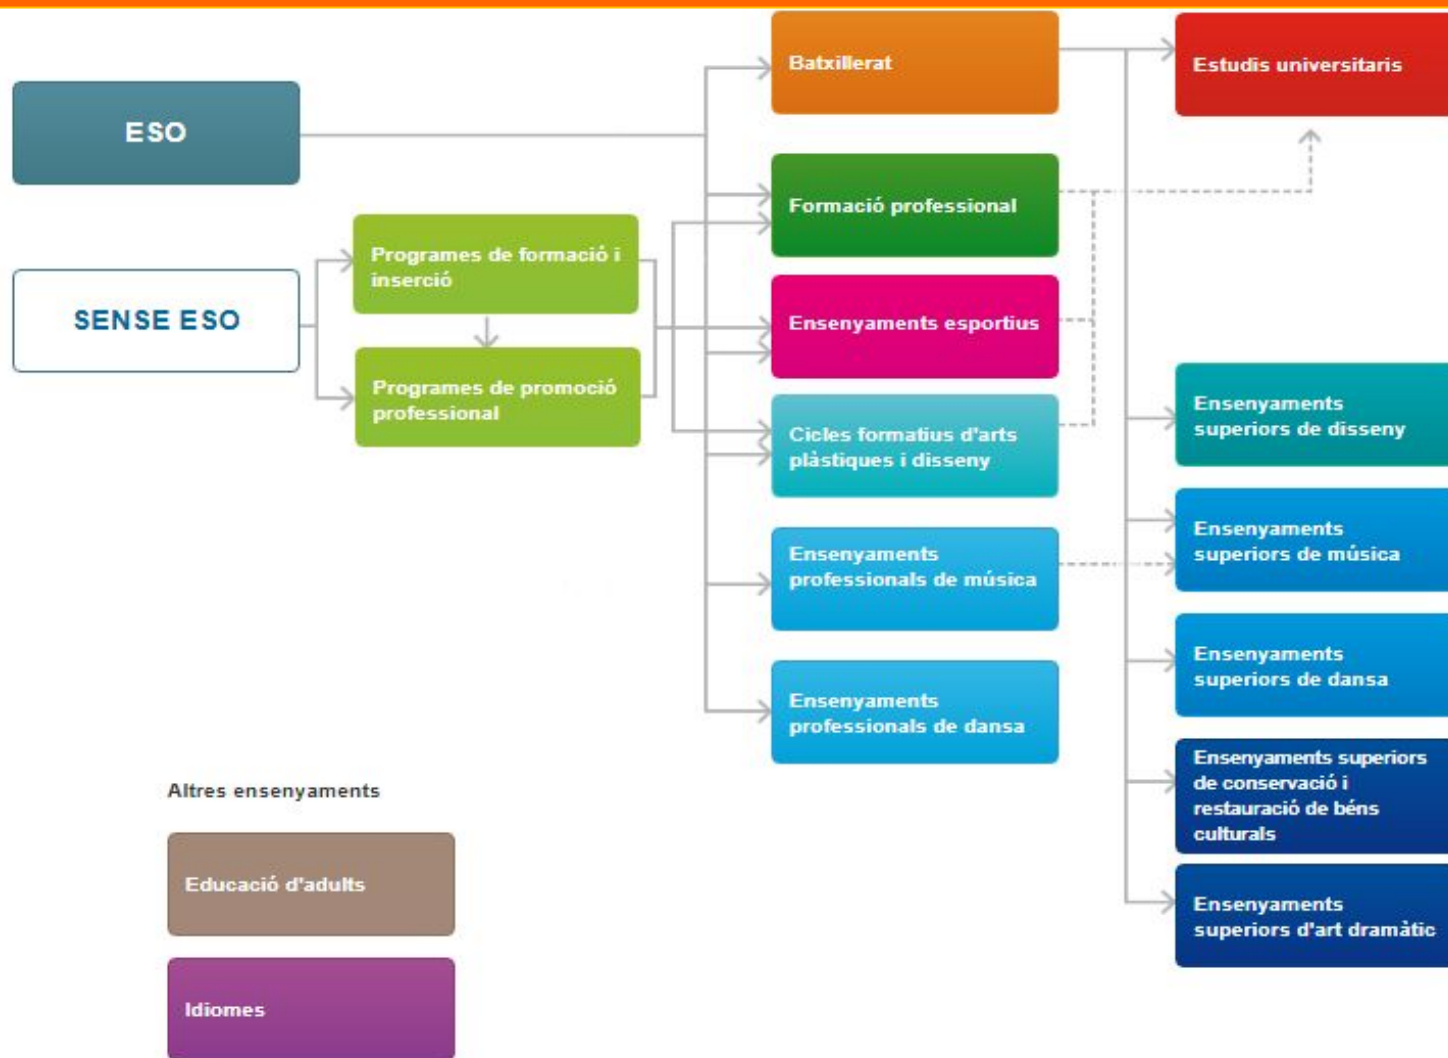 ESO
SENSE ESO
Programes de formació i
inserció
Programes de promoció
professional
Batxillerat
Formació professional
Ensenyaments esportius
Cicles formatius d'arts
plàstiques i disseny
Ensenyaments
professionals de música
Ensenyaments
professionals de dansa
Estudis universitaris
Ensenyaments
superiors de disseny
Ensenyaments
superiors de música
Ensenyaments
superiors de dansa
Ensenyaments superiors
de conservació i
restauració de béns
culturals
Ensenyaments
superiors d'art dramàtic
Altres ensenyaments
Educació d'adults
Idiomes